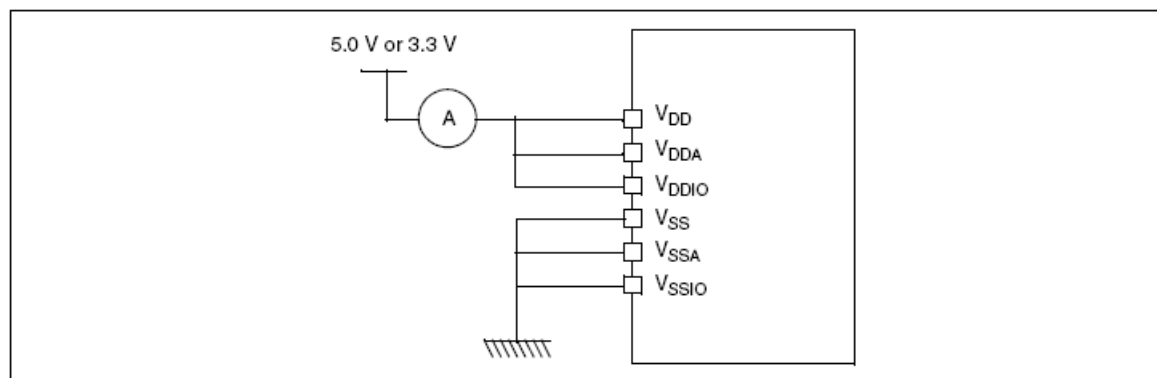 5.0 V or 3.3 V
A
VDD
VDDA
VDDIO
VSS
VSSA
VSSIO